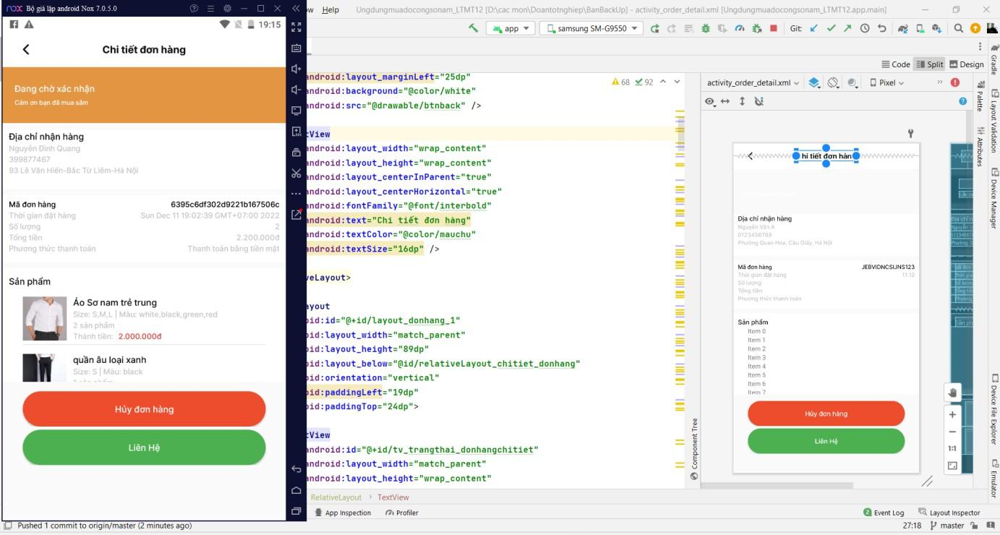 nox Bộ giả lập android Nox 7.0.5.0
19:15
Chi tiết đơn hàng
Đang chờ xác nhận
Cảm ơn bạn đã mua sắm
Địa chỉ nhận hàng
Nguyễn Đình Quang
399877467
93 Lê Văn Hiến-Bắc Từ Liêm-Hà Nội
Mã đơn hàng 6395c6df302d9221b167506c
Thời gian đặt hàng Sun Dec 11 19:02:39 GMT+07:00 2022
Số lượng 2
Tổng tiền 2.200.000đ
Phương thức thanh toán Thanh toán bằng tiền mặt
Sản phẩm
Áo Sơ nam trẻ trung
Size: S,M,L | Màu: white,black,green,red
2 sản phẩm
Thành tiền: 2.000.000đ
quần âu loại xanh
Size: S | Màu: black
Hủy đơn hàng
Liên Hệ
ow Help Ungdungmuadocongsonam_LTMT12 [D:\cac mon\Doantotnghiep\BanBackUp] - activity_order_detail.xml [Ungdungmuadocongsonam_LTMT12.app.main]
app samsung SM-G9550 Git:
Code Split Design
68 92
android:layout_marginLeft="25dp"
android:background="@color/white"
android:src="@drawable/btnback" />
tView
android:layout_width="wrap_content"
android:layout_height="wrap_content"
android:layout_centerInParent="true"
android:layout_centerHorizontal="true"
android:fontFamily="@font/interbold"
android:text="Chi tiết đơn hàng"
android:textColor="@color/mauchu"
android:textSize="16dp" />
veLayout>
ayout
oid:id="@+id/layout_donhang_1"
oid:layout_width="match_parent"
oid:layout_height="89dp"
oid:layout_below="@id/relativeLayout_chitiet_donhang"
oid:orientation="vertical"
oid:paddingLeft="19dp"
oid:paddingTop="24dp">
tView
android:id="@+id/tv_trangthai_donhangchitiet"
android:layout_width="match_parent"
android:layout_height="wrap_content"
RelativeLayout › TextView
activity_order_detail.xml Pixel
hi tiết đơn hàn
Địa chỉ nhận hàng
Nguyễn Văn A
0123456789
Phường Quan Hoa, Cầu Giấy, Hà Nội
Mã đơn hàng JEBVIDNCSIJNS123
Thời gian đặt hàng 11:12
Số lượng
Tổng tiền
Phương thức thanh toán
Sản phẩm
Item 0
Item 1
Item 2
Item 3
Item 4
Item 5
Item 6
Item 7
Hủy đơn hàng
Liên Hệ
1:1
Component Tree
Palette
Attributes
Gradle
Layout Validation
Device Manager
Device File Explorer
Emulator
App Inspection Profiler 2 Event Log Layout Inspector
Pushed 1 commit to origin/master (2 minutes ago) 27:18 master